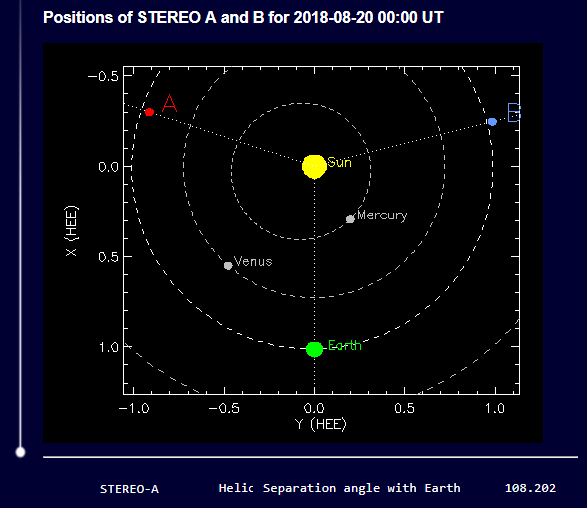 Positions of STEREO A and B for 2018-08-20 00:00 UT
A
B
-0.5
0.0
0.5
1.0
X (HEE)
Sun
Mercury
Venus
Earth
-1.0 -0.5 0.0 0.5 1.0
Y (HEE)
STEREO-A Helic Separation angle with Earth 108.202